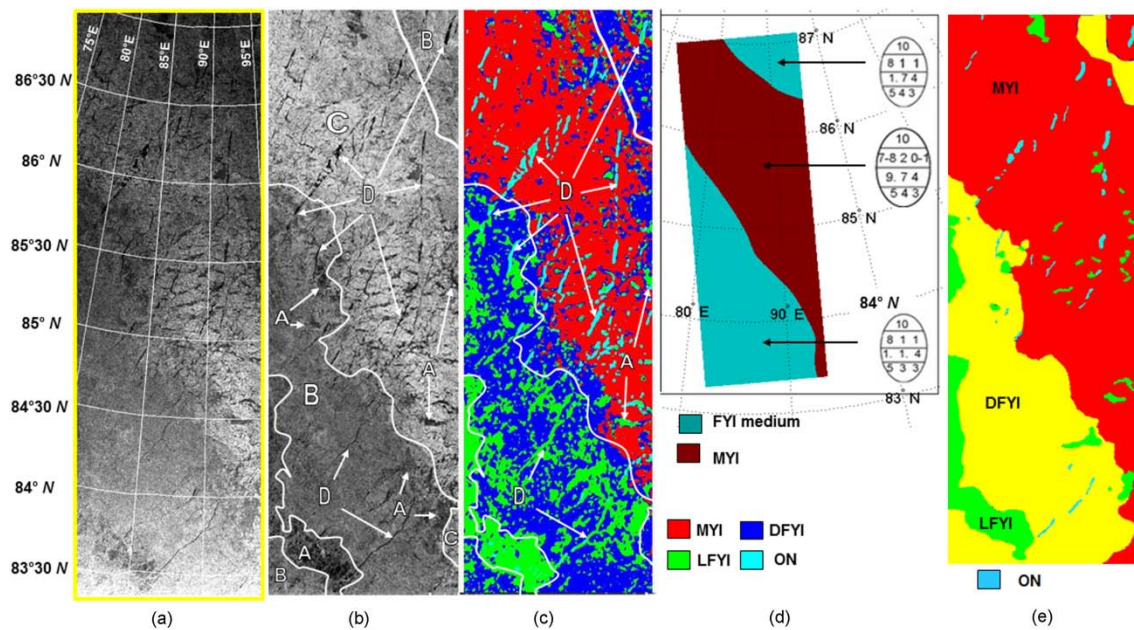 75°E
80°E
85°E
90°E
95°E
86°30' N
86° N
85°30' N
85° N
84°30' N
84° N
83°30' N
(a)
B
C
D
A
B
A
D
A
C
A
B
(b)
D
A
D
MYI
DFYI
LFYI
ON
(c)
87° N
86 °N
85 °N
84° N
83 °N
80 °E
90 °E
10
8 1 1
1. 7 4
5 4 3
10
7-8 2 0-1
9. 7 4
5 4 3
10
8 1 1
1. 1. 4
5 3 3
FYI medium
MYI
(d)
MYI
DFYI
LFYI
ON
(e)